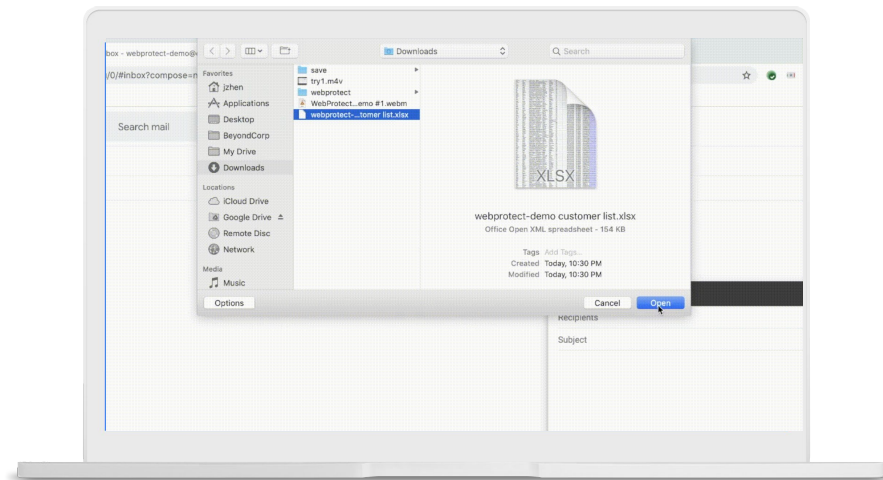 box - webprotect-demo@
Downloads
Search
/0/#inbox?compose=n
Search mail
Favorites
jzhen
Applications
Desktop
BeyondCorp
My Drive
Downloads
Locations
iCloud Drive
Google Drive
Remote Disc
Network
Media
Music
save
try1.m4v
webprotect
WebProtect...emo #1.webm
webprotect-...tomer list.xlsx
XLSX
webprotect-demo customer list.xlsx
Office Open XML spreadsheet - 154 KB
Tags Add Tags...
Created Today, 10:30 PM
Modified Today, 10:30 PM
Options
Cancel
Open
Recipients
Subject